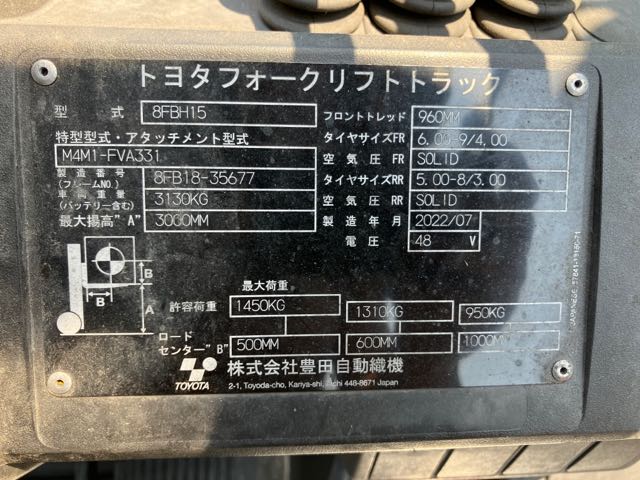 トヨタフォークリフトトラック
型式 8FBH15
特型型式・アタッチメント型式
M4M1-FVA331
製造番号 8FB18-35677
(フレームNO.)
車両重量 3130KG
(バッテリー含む)
最大揚高"A" 3000MM
フロントトレッド 960MM
タイヤサイズFR 6.00-9/4.00
空気圧FR SOLID
タイヤサイズRR 5.00-8/3.00
空気圧RR SOLID
製造年月 2022/07
電圧 48 V
B
B
A
最大荷重
許容荷重 1450KG 1310KG 950KG
ロード
センター"B" 500MM 600MM 1000MM
TOYOTA
株式会社豊田自動織機
2-1, Toyoda-cho, Kariya-shi, Aichi 448-8671 Japan